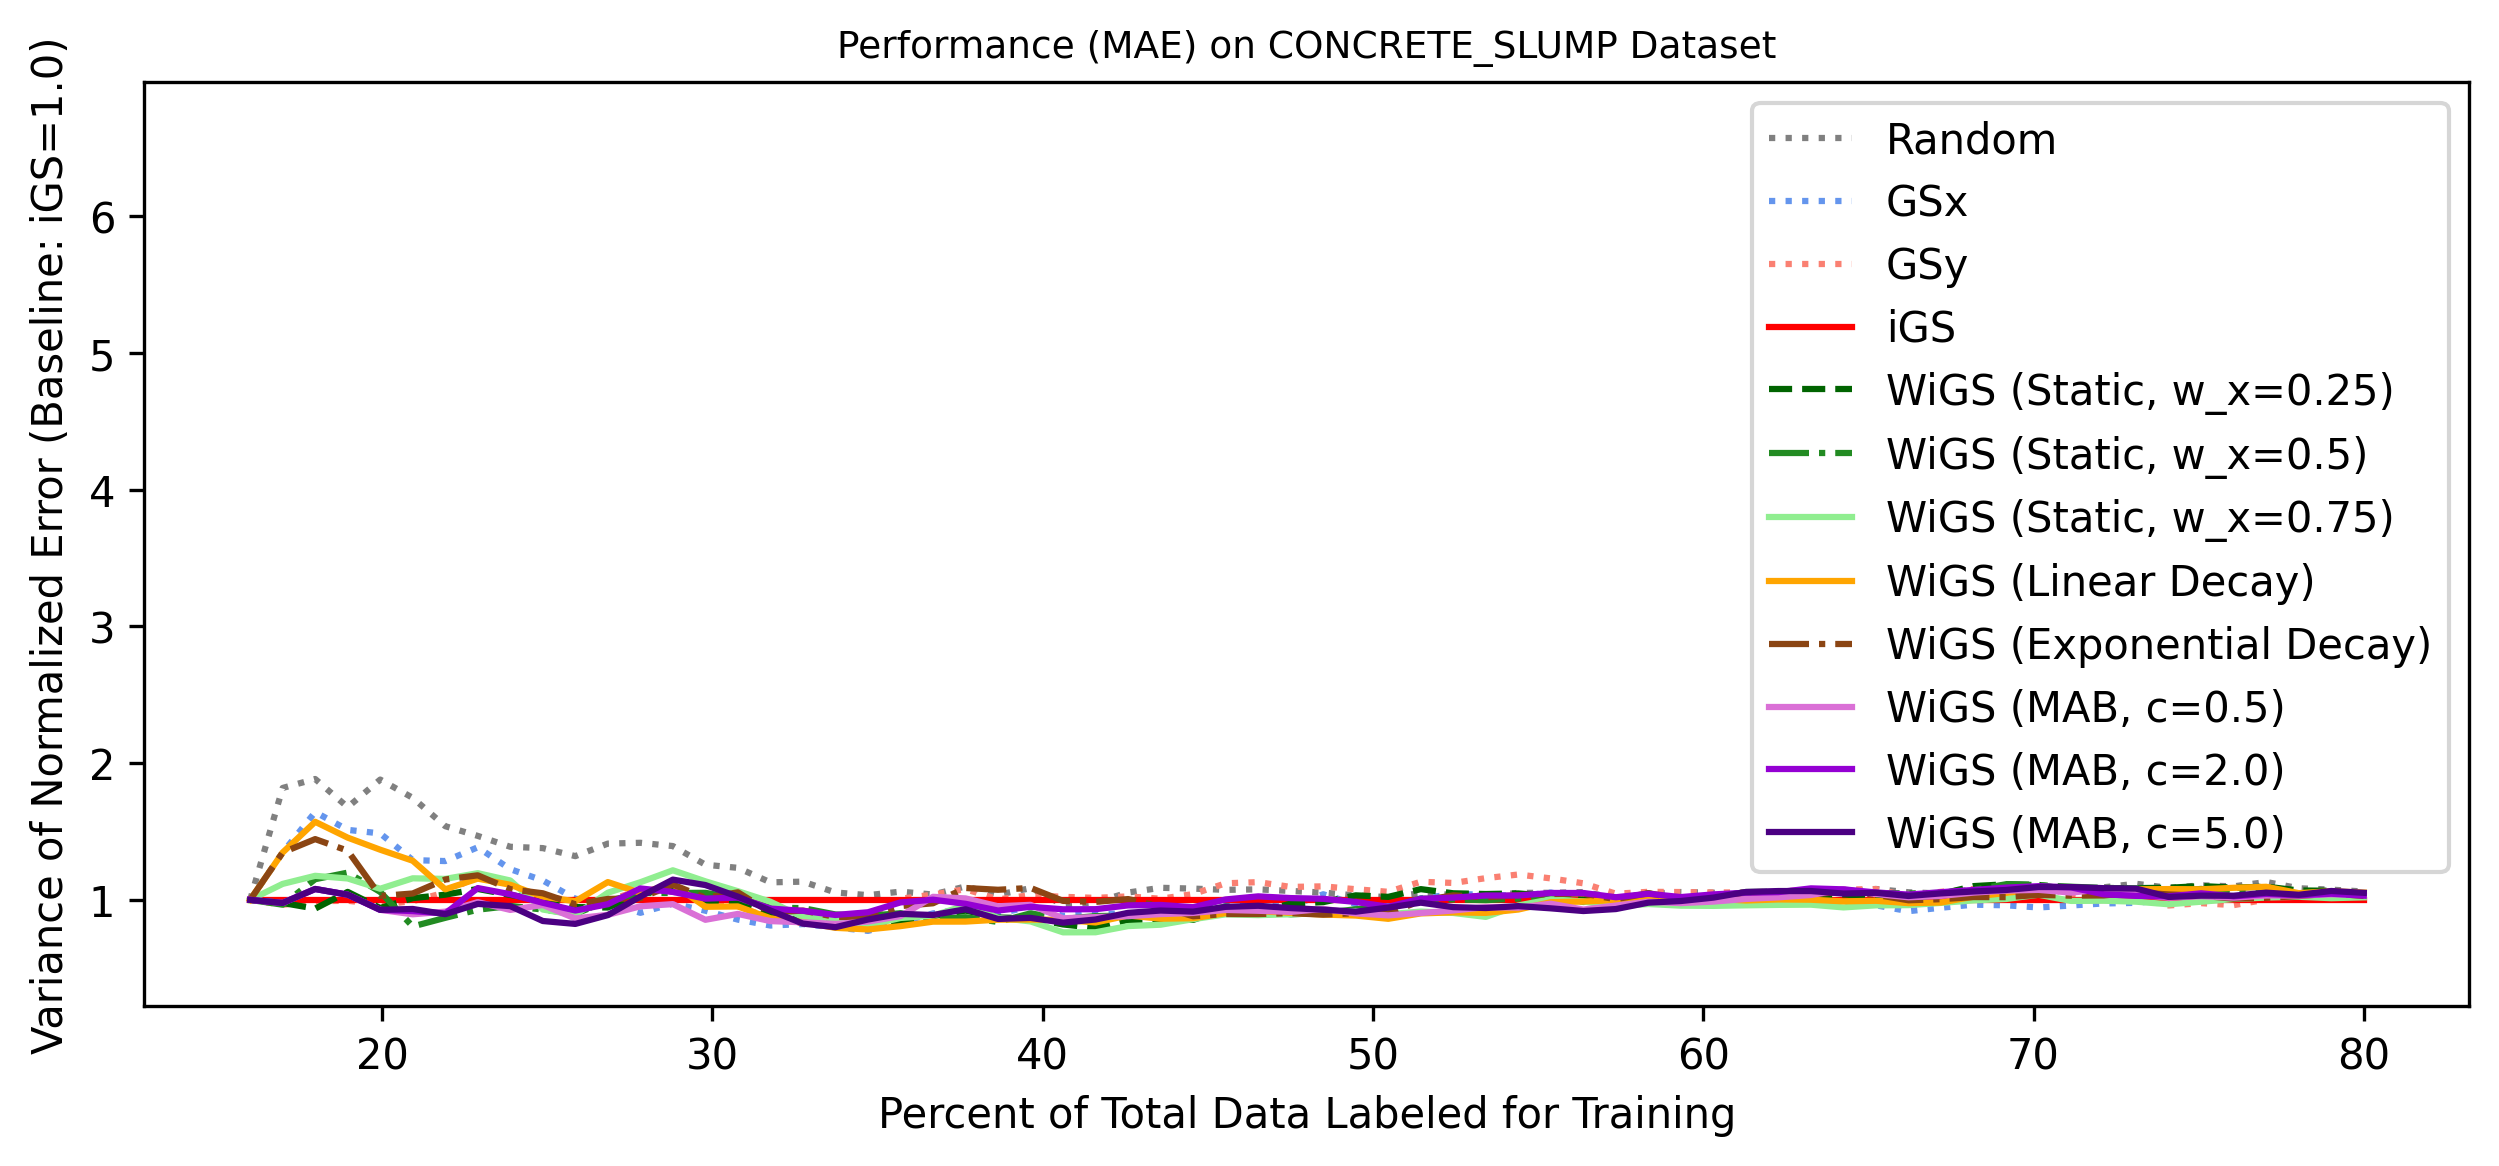 Performance (MAE) on CONCRETE_SLUMP Dataset
Variance of Normalized Error (Baseline: iGS=1.0)
6
5
4
3
2
1
Random
GSx
GSy
iGS
WiGS (Static, w_x=0.25)
WiGS (Static, w_x=0.5)
WiGS (Static, w_x=0.75)
WiGS (Linear Decay)
WiGS (Exponential Decay)
WiGS (MAB, c=0.5)
WiGS (MAB, c=2.0)
WiGS (MAB, c=5.0)
20 30 40 50 60 70 80
Percent of Total Data Labeled for Training